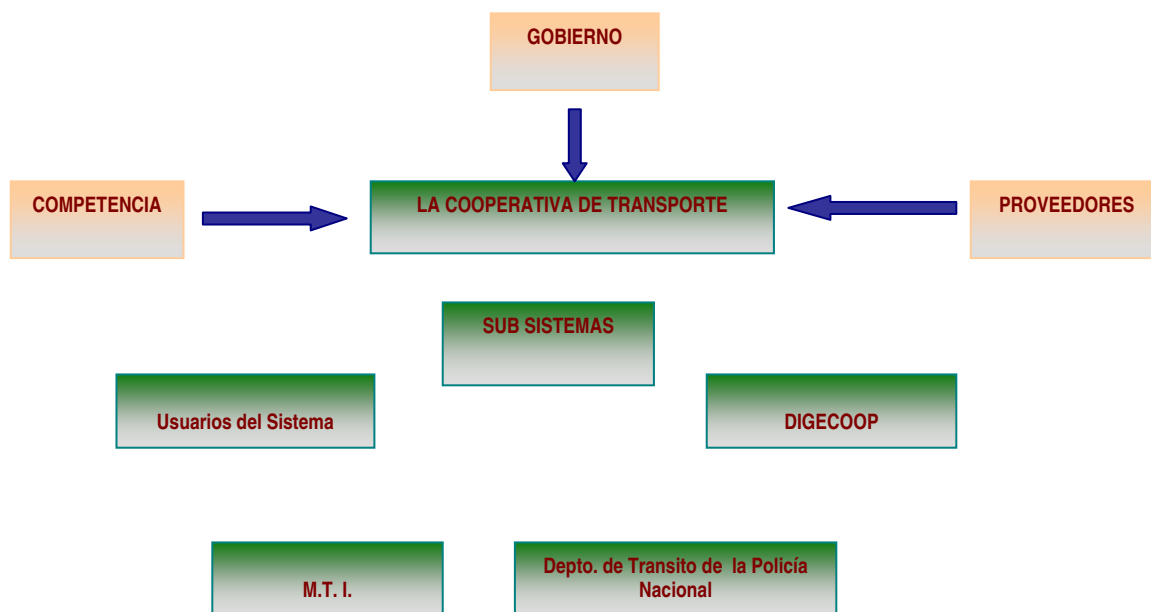 GOBIERNO
COMPETENCIA
LA COOPERATIVA DE TRANSPORTE
PROVEEDORES
SUB SISTEMAS
Usuarios del Sistema
DIGECOOP
M.T. I.
Depto. de Transito de la Policía
Nacional